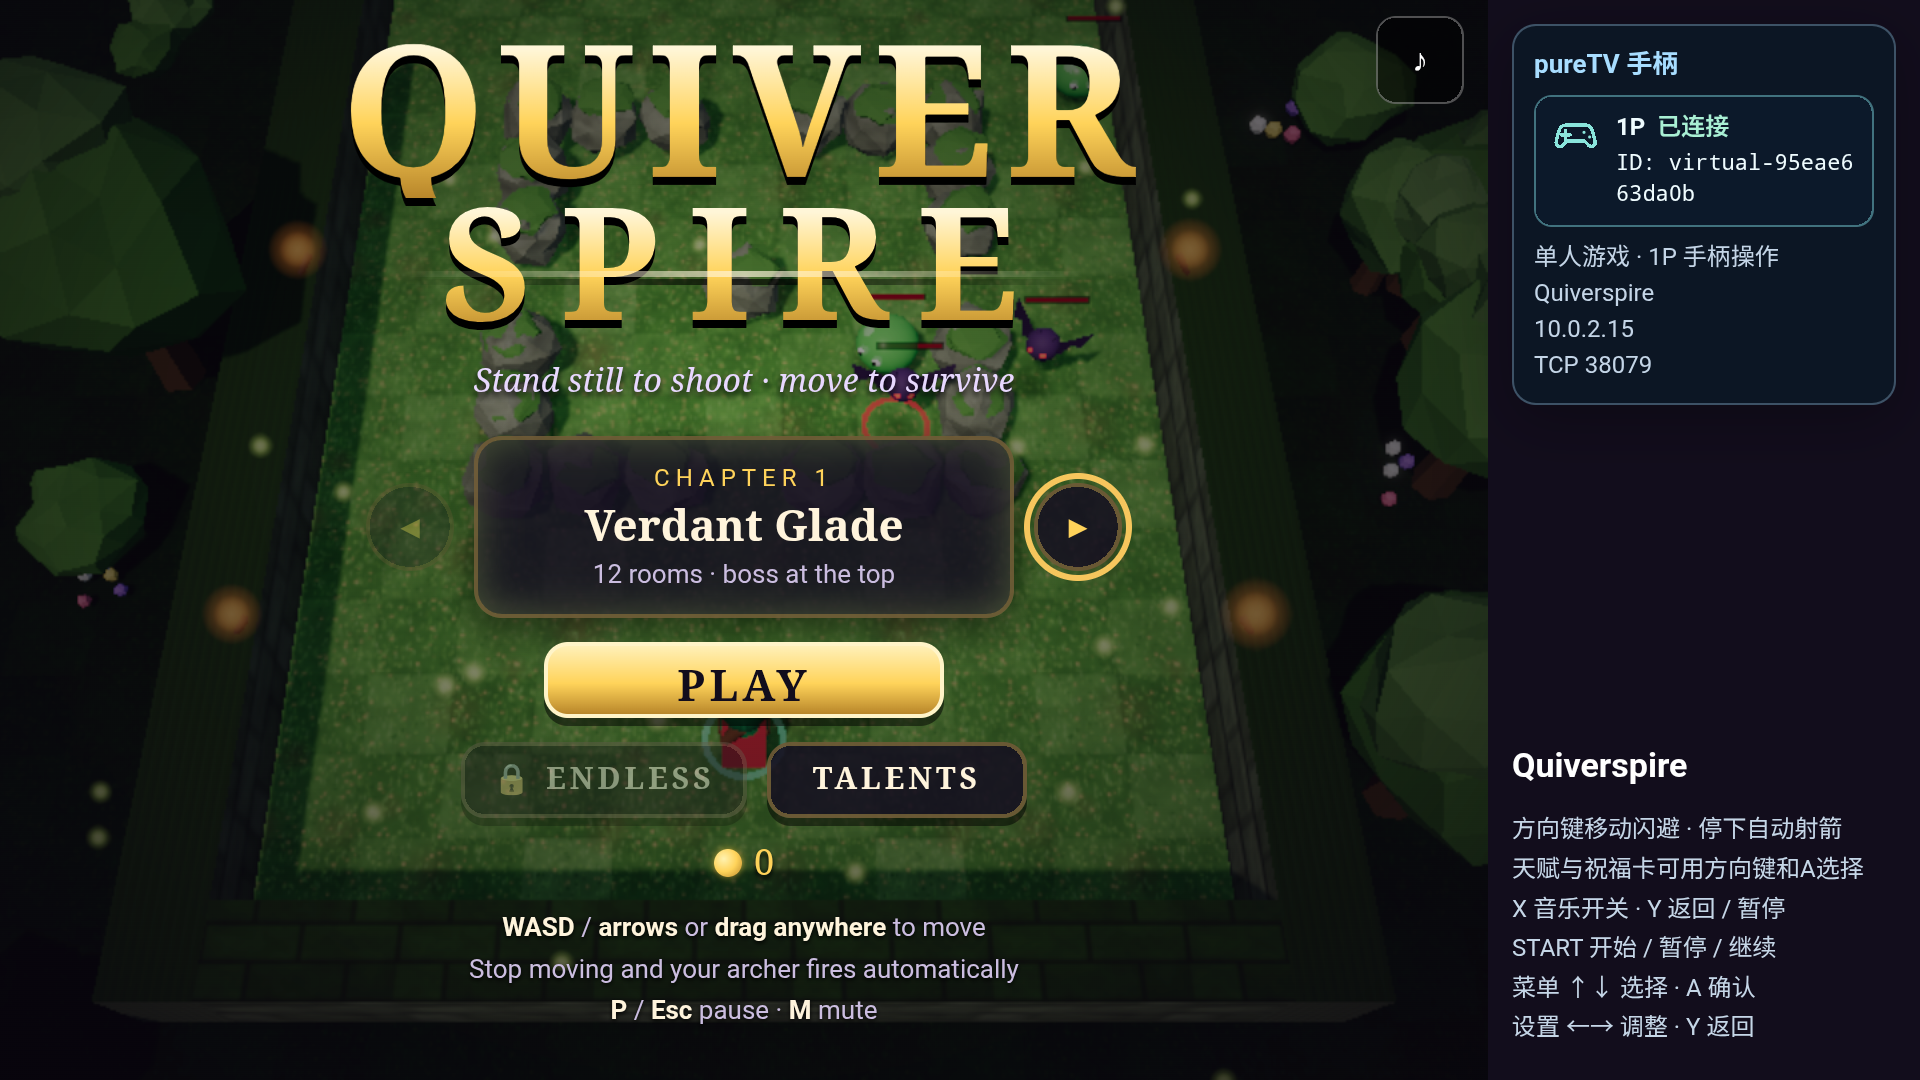 QUIVER
SPIRE
Stand still to shoot · move to survive
CHAPTER 1
Verdant Glade
12 rooms · boss at the top
PLAY
ENDLESS
TALENTS
0
WASD / arrows or drag anywhere to move
Stop moving and your archer fires automatically
P / Esc pause · M mute
pureTV 手柄
1P 已连接
ID: virtual-95eae6
63da0b
单人游戏 · 1P 手柄操作
Quiverspire
10.0.2.15
TCP 38079
Quiverspire
方向键移动闪避 · 停下自动射箭
天赋与祝福卡可用方向键和A选择
X 音乐开关 · Y 返回 / 暂停
START 开始 / 暂停 / 继续
菜单 ↑↓ 选择 · A 确认
设置 ←→ 调整 · Y 返回